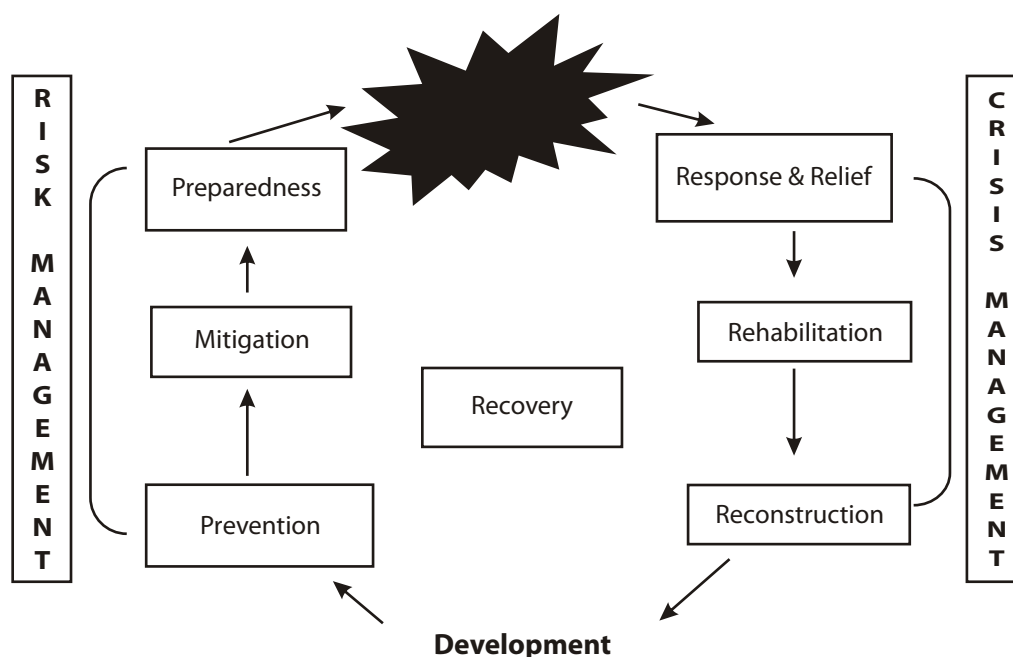 RISK MANAGEMENT
Preparedness
Mitigation
Prevention
Recovery
Response & Relief
Rehabilitation
Reconstruction
CRISIS MANAGEMENT
Development